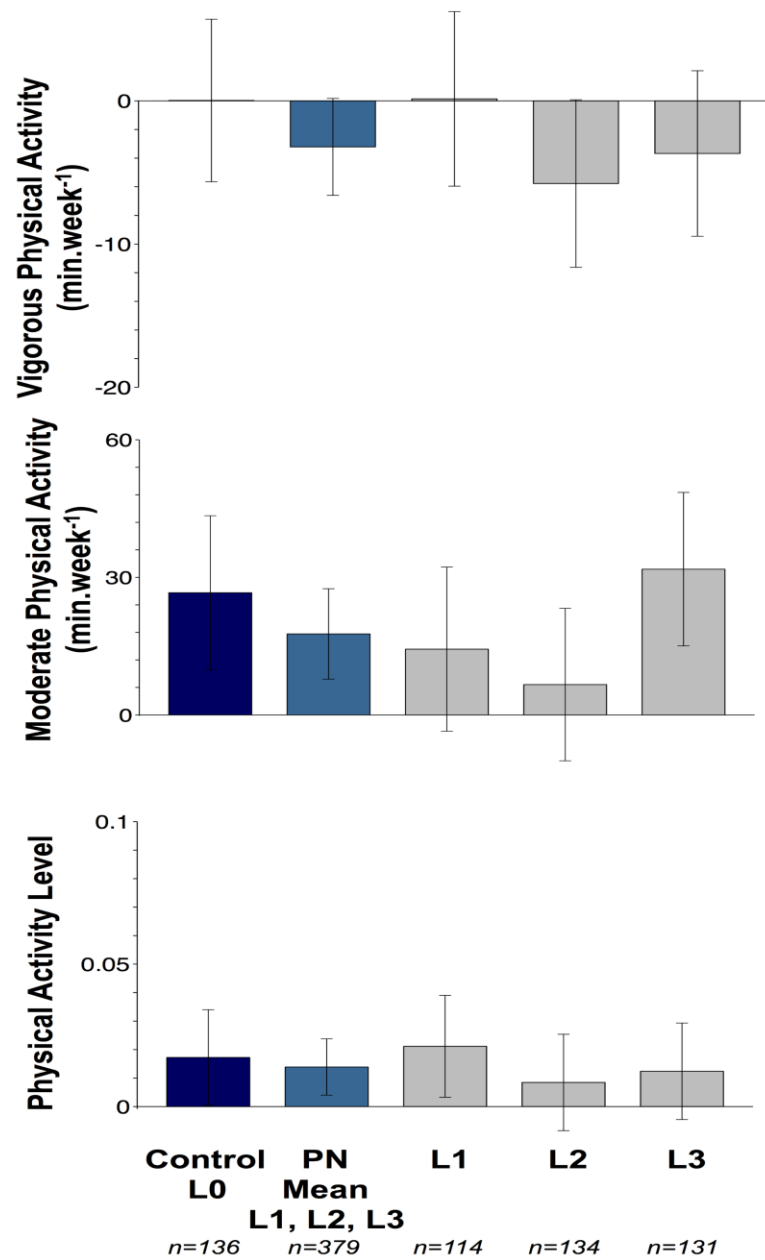 Vigorous Physical Activity
(min.week-1)
0
-10
-20
Moderate Physical Activity
(min.week-1)
60
30
0
Physical Activity Level
0.1
0.05
0
Control
L0
n=136
PN
Mean
L1, L2, L3
n=379
L1
n=114
L2
n=134
L3
n=131